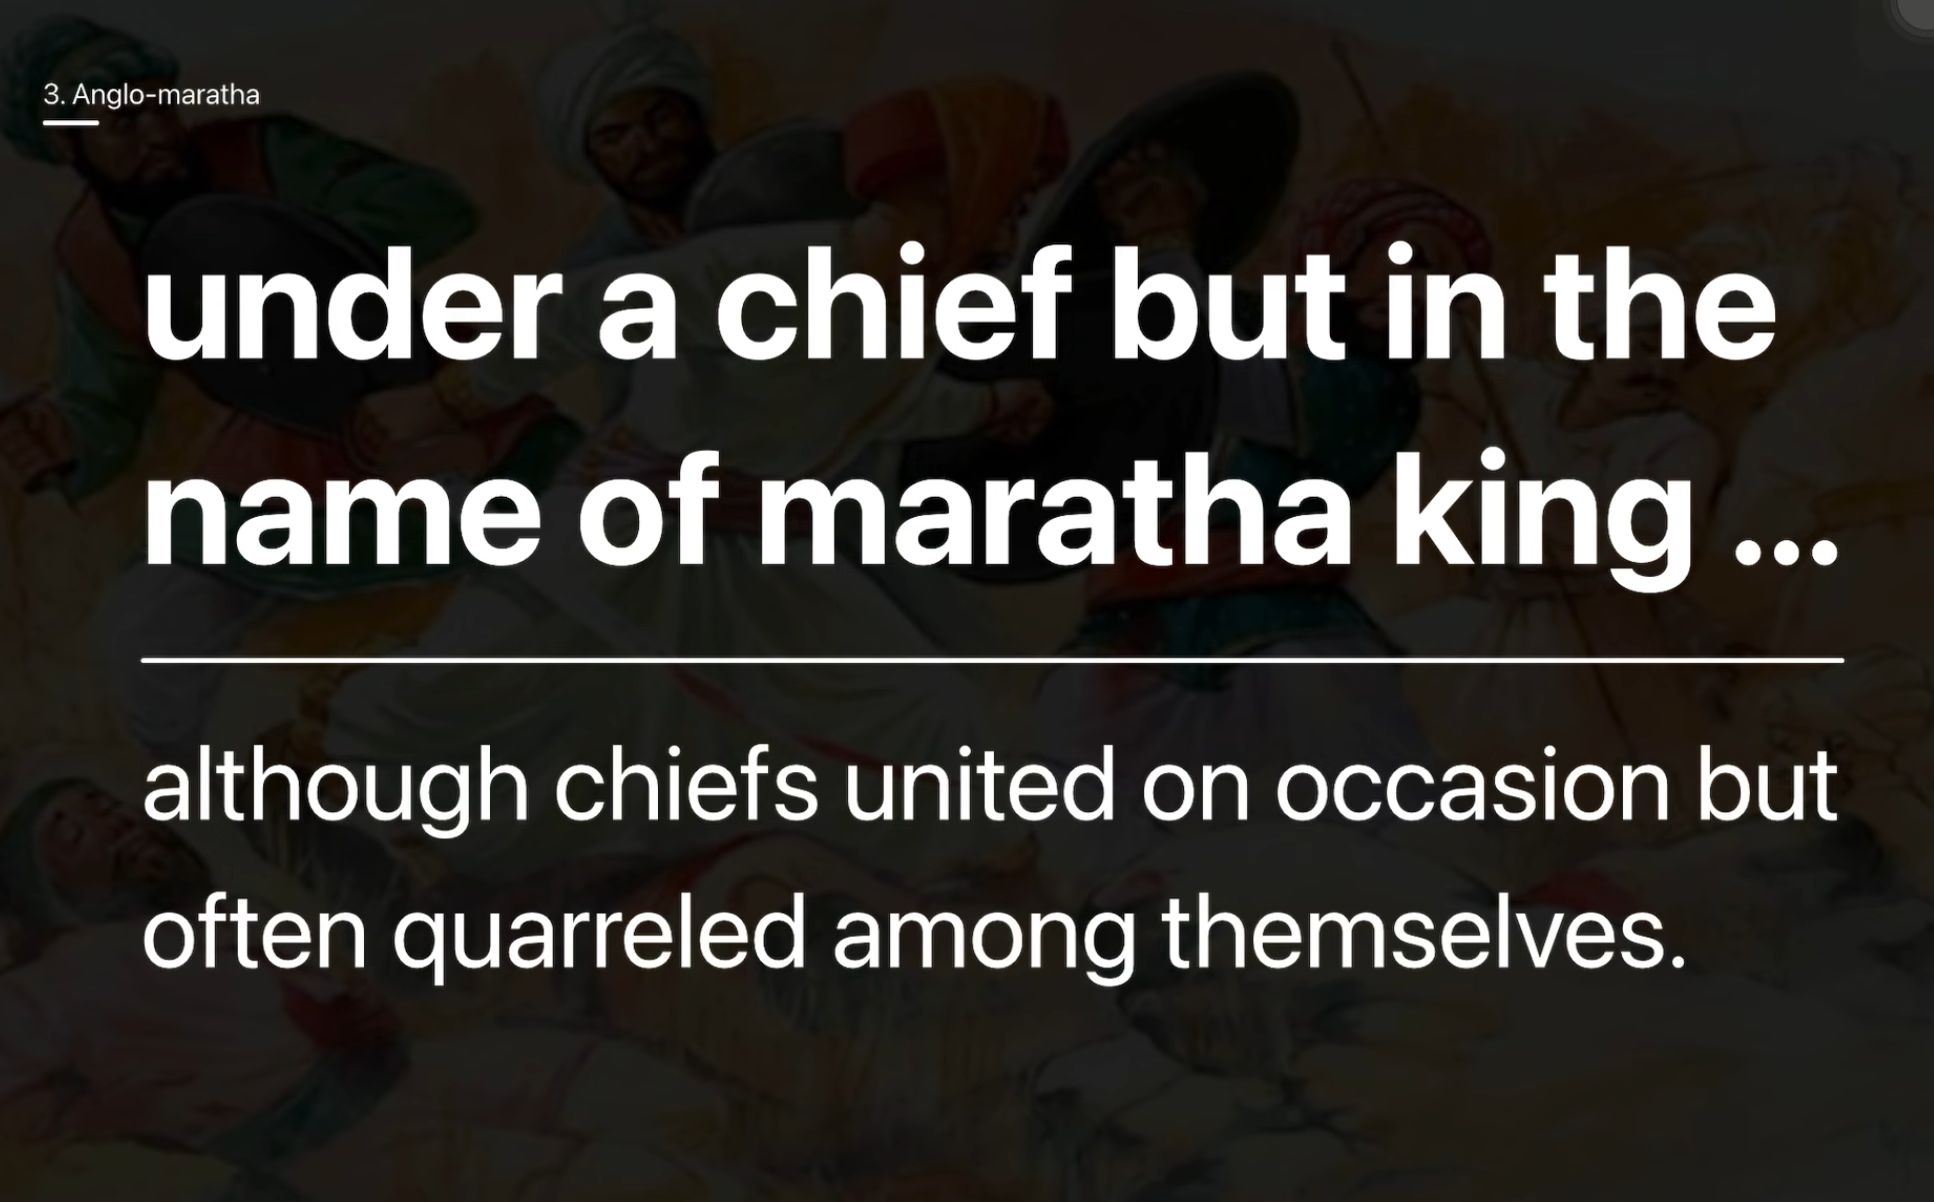 3. Anglo-maratha
under a chief but in the
name of maratha king ...
although chiefs united on occasion but
often quarreled among themselves.